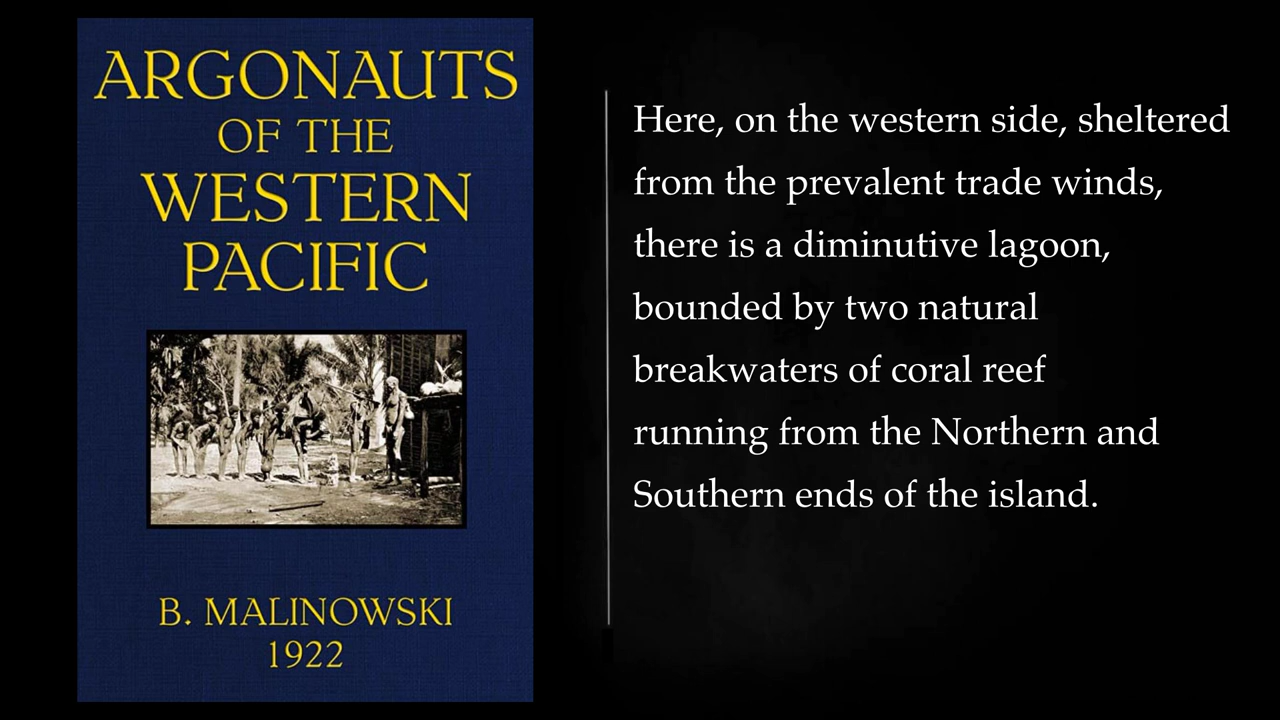 ARGONAUTS
OF THE
WESTERN
PACIFIC
B. MALINOWSKI
1922
Here, on the western side, sheltered
from the prevalent trade winds,
there is a diminutive lagoon,
bounded by two natural
breakwaters of coral reef
running from the Northern and
Southern ends of the island.